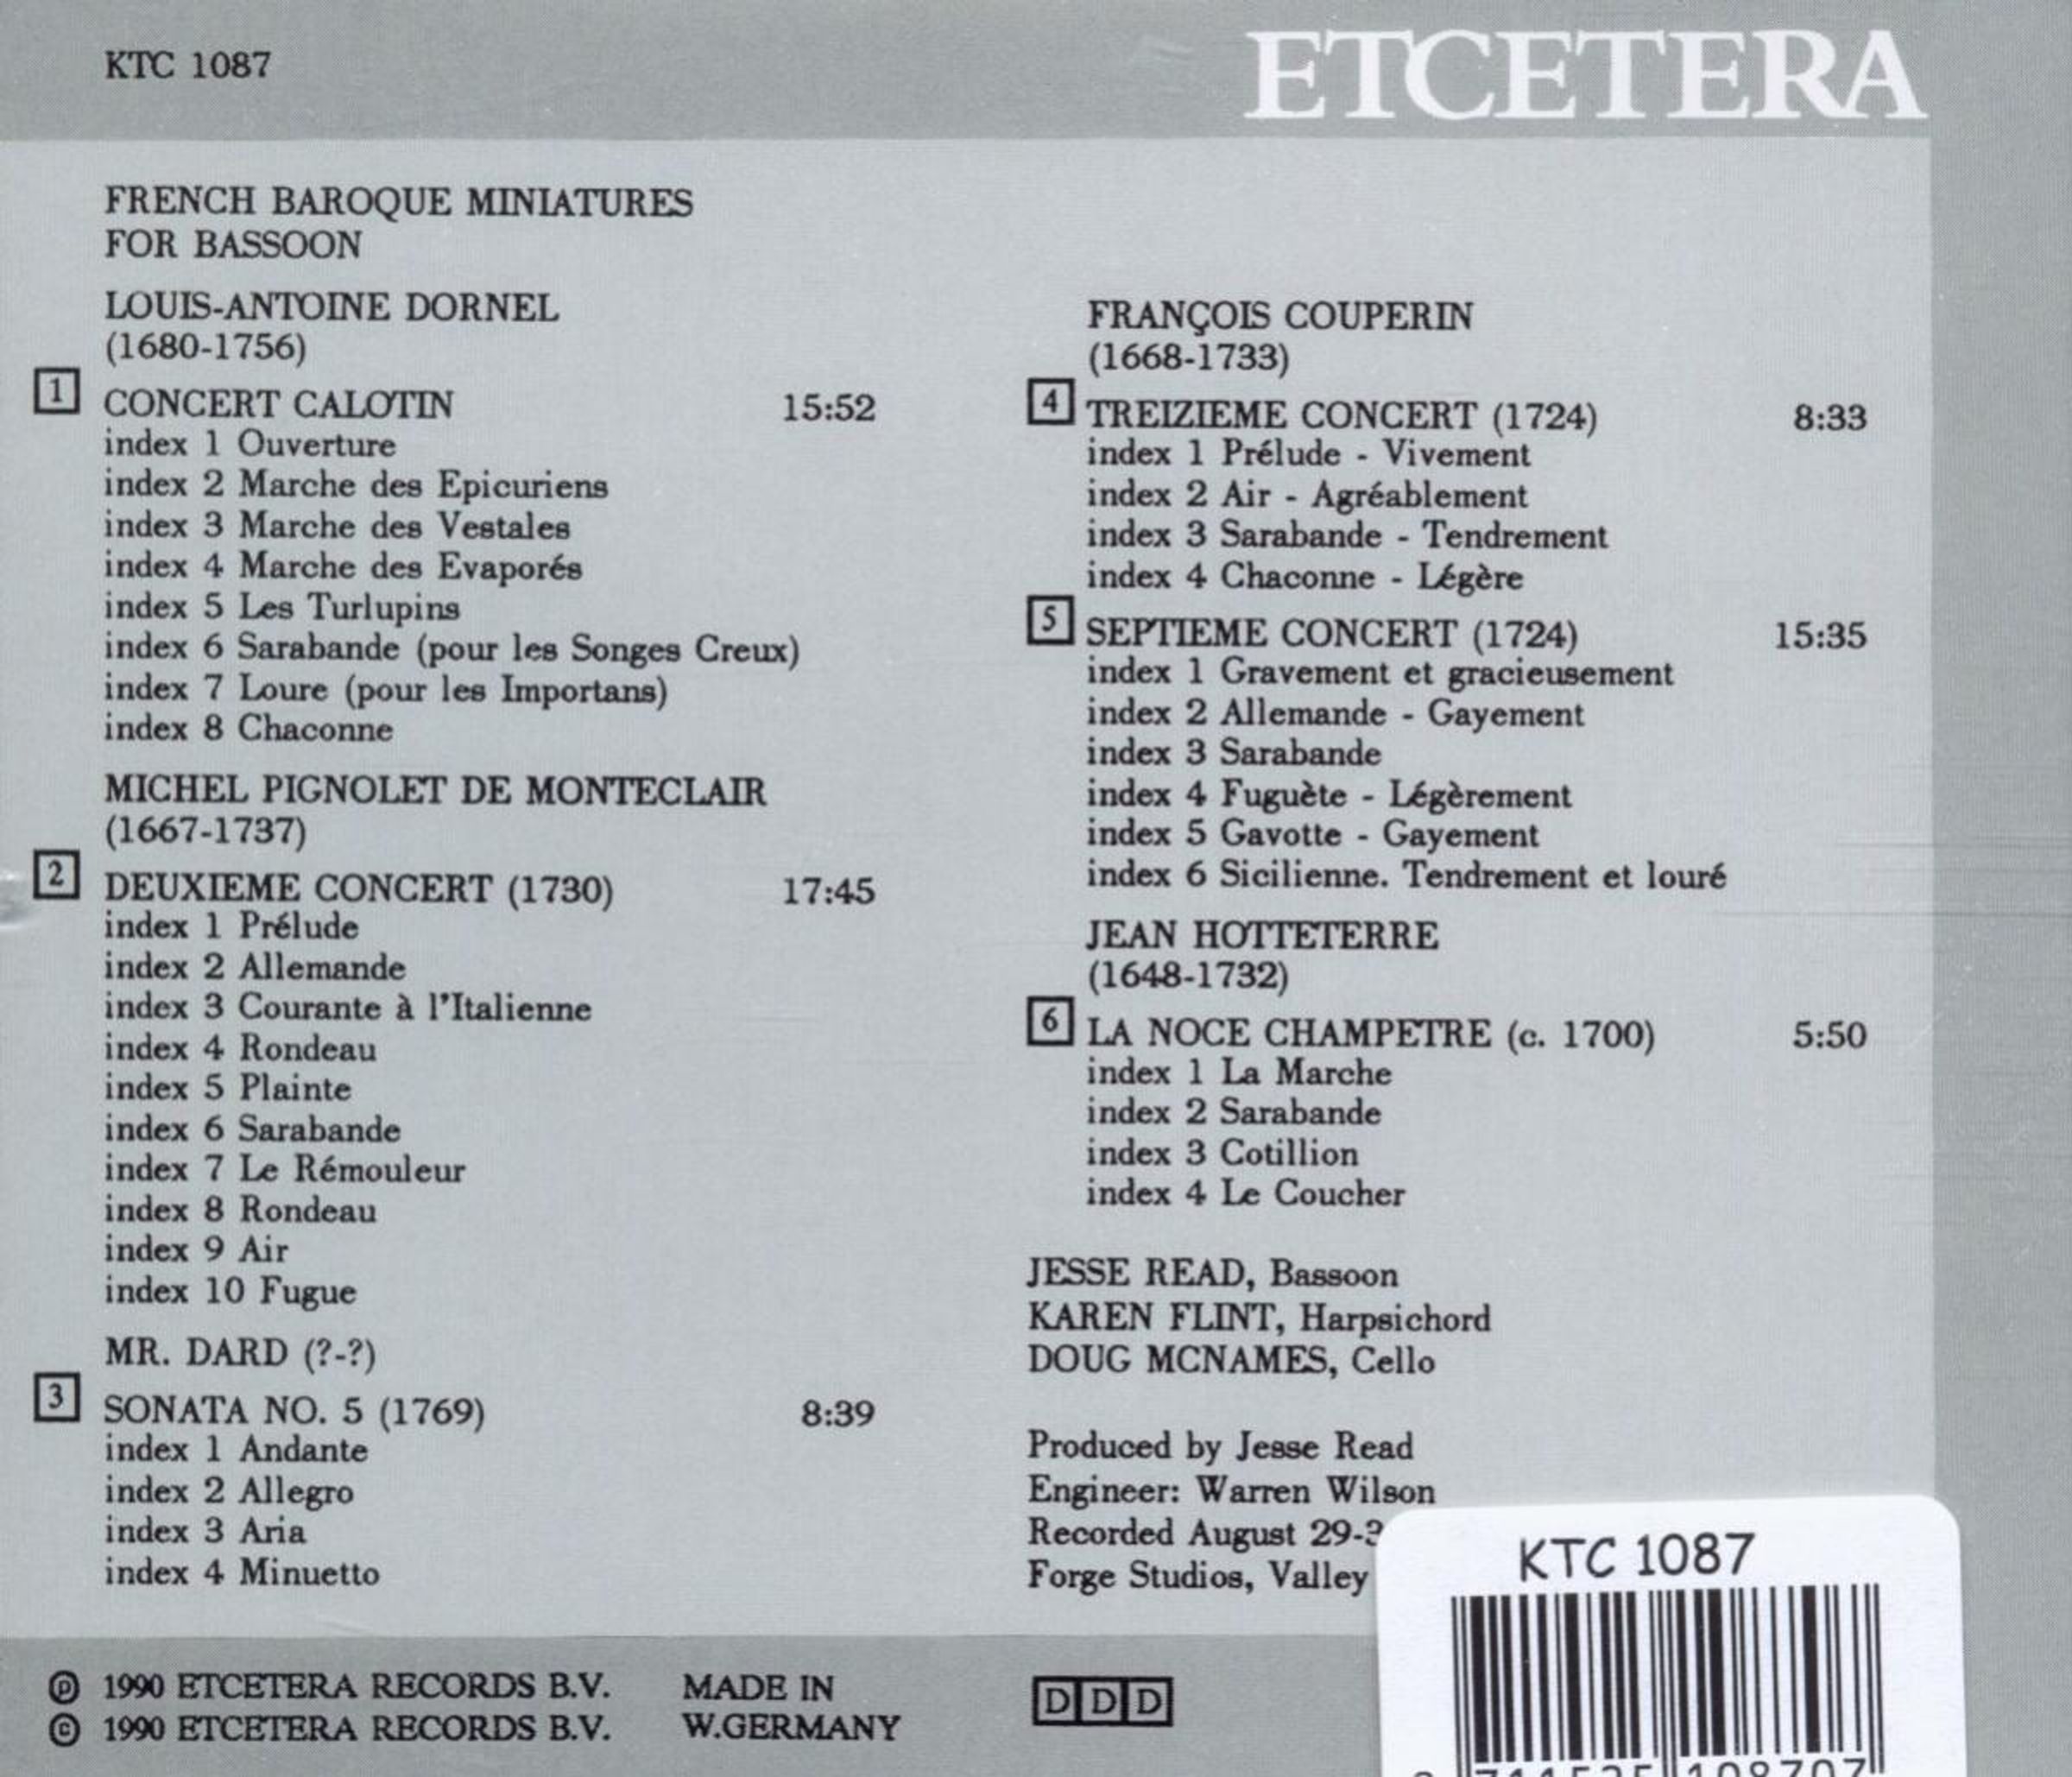 KTC 1087
ETCETERA
FRENCH BAROQUE MINIATURES
FOR BASSOON
LOUIS-ANTOINE DORNEL
(1680-1756)
1 CONCERT CALOTIN 15:52
index 1 Ouverture
index 2 Marche des Epicuriens
index 3 Marche des Vestales
index 4 Marche des Evaporés
index 5 Les Turlupins
index 6 Sarabande (pour les Songes Creux)
index 7 Loure (pour les Importans)
index 8 Chaconne
MICHEL PIGNOLET DE MONTECLAIR
(1667-1737)
2 DEUXIEME CONCERT (1730) 17:45
index 1 Prélude
index 2 Allemande
index 3 Courante à l'Italienne
index 4 Rondeau
index 5 Plainte
index 6 Sarabande
index 7 Le Rémouleur
index 8 Rondeau
index 9 Air
index 10 Fugue
MR. DARD (?-?)
3 SONATA NO. 5 (1769) 8:39
index 1 Andante
index 2 Allegro
index 3 Aria
index 4 Minuetto
FRANÇOIS COUPERIN
(1668-1733)
4 TREIZIEME CONCERT (1724) 8:33
index 1 Prélude - Vivement
index 2 Air - Agréablement
index 3 Sarabande - Tendrement
index 4 Chaconne - Légère
5 SEPTIEME CONCERT (1724) 15:35
index 1 Gravement et gracieusement
index 2 Allemande - Gayement
index 3 Sarabande
index 4 Fuguète - Légèrement
index 5 Gavotte - Gayement
index 6 Sicilienne. Tendrement et louré
JEAN HOTTETERRE
(1648-1732)
6 LA NOCE CHAMPETRE (c. 1700) 5:50
index 1 La Marche
index 2 Sarabande
index 3 Cotillion
index 4 Le Coucher
JESSE READ, Bassoon
KAREN FLINT, Harpsichord
DOUG MCNAMES, Cello
Produced by Jesse Read
Engineer: Warren Wilson
Recorded August 29-3
Forge Studios, Valley
℗ 1990 ETCETERA RECORDS B.V.
© 1990 ETCETERA RECORDS B.V.
MADE IN
W.GERMANY
DDD
KTC 1087